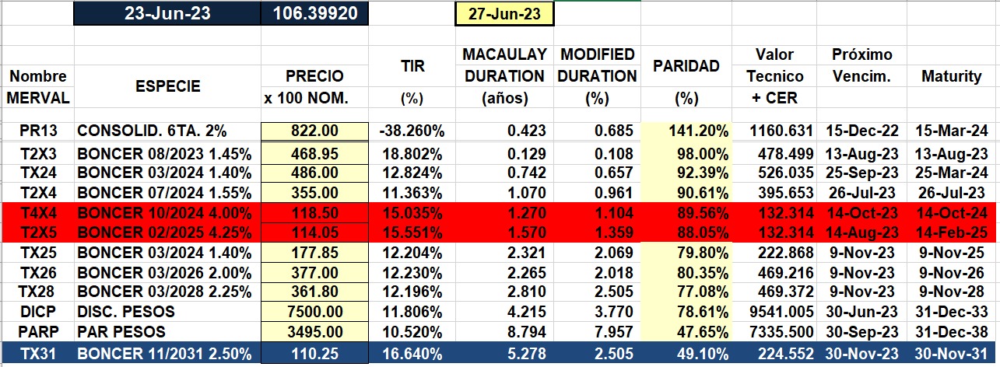 23-Jun-23 106.39920 27-Jun-23
Nombre MERVAL ESPECIE PRECIO x 100 NOM. TIR (%) MACAULAY DURATION (años) MODIFIED DURATION (%) PARIDAD (%) Valor Tecnico + CER Próximo Vencim. Maturity
PR13 CONSOLID. 6TA. 2% 822.00 -38.260% 0.423 0.685 141.20% 1160.631 15-Dec-22 15-Mar-24
T2X3 BONCER 08/2023 1.45% 468.95 18.802% 0.129 0.108 98.00% 478.499 13-Aug-23 13-Aug-23
TX24 BONCER 03/2024 1.40% 486.00 12.824% 0.742 0.657 92.39% 526.035 25-Sep-23 25-Mar-24
T2X4 BONCER 07/2024 1.55% 355.00 11.363% 1.070 0.961 90.61% 395.653 26-Jul-23 26-Jul-23
T4X4 BONCER 10/2024 4.00% 118.50 15.035% 1.270 1.104 89.56% 132.314 14-Oct-23 14-Oct-24
T2X5 BONCER 02/2025 4.25% 114.05 15.551% 1.570 1.359 88.05% 132.314 14-Aug-23 14-Feb-25
TX25 BONCER 03/2024 1.40% 177.85 12.204% 2.321 2.069 79.80% 222.868 9-Nov-23 9-Nov-25
TX26 BONCER 03/2026 2.00% 377.00 12.230% 2.265 2.018 80.35% 469.216 9-Nov-23 9-Nov-26
TX28 BONCER 03/2028 2.25% 361.80 12.196% 2.810 2.505 77.08% 469.372 9-Nov-23 9-Nov-28
DICP DISC. PESOS 7500.00 11.806% 4.215 3.770 78.61% 9541.005 30-Jun-23 31-Dec-33
PARP PAR PESOS 3495.00 10.520% 8.794 7.957 47.65% 7335.500 30-Sep-23 31-Dec-38
TX31 BONCER 11/2031 2.50% 110.25 16.640% 5.278 2.505 49.10% 224.552 30-Nov-23 30-Nov-31